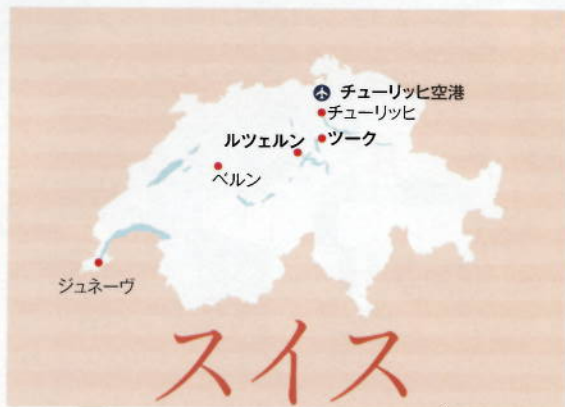 チューリッヒ空港
チューリッヒ
ルツェルン
ツーク
ベルン
ジュネーヴ
スイス